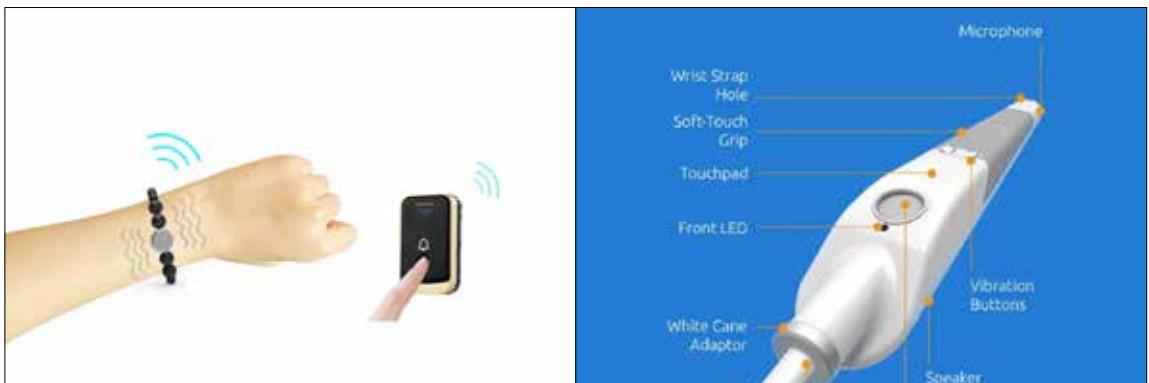 Microphone
Wrist Strap
Hole
Soft-Touch
Grip
Touchpad
Front LED
Vibration
Buttons
White Cane
Adaptor
Speaker